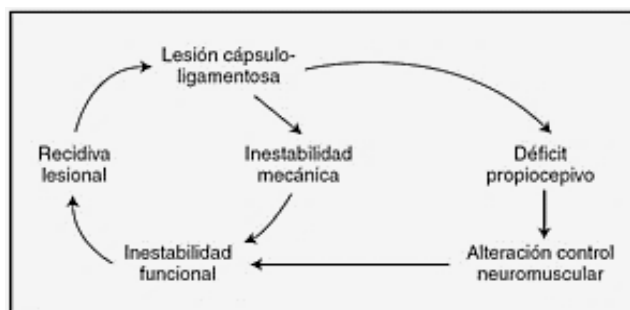 Lesión cápsulo-
ligamentosa
Recidiva
lesional
Inestabilidad
mecánica
Déficit
propiocepivo
Inestabilidad
funcional
Alteración control
neuromuscular